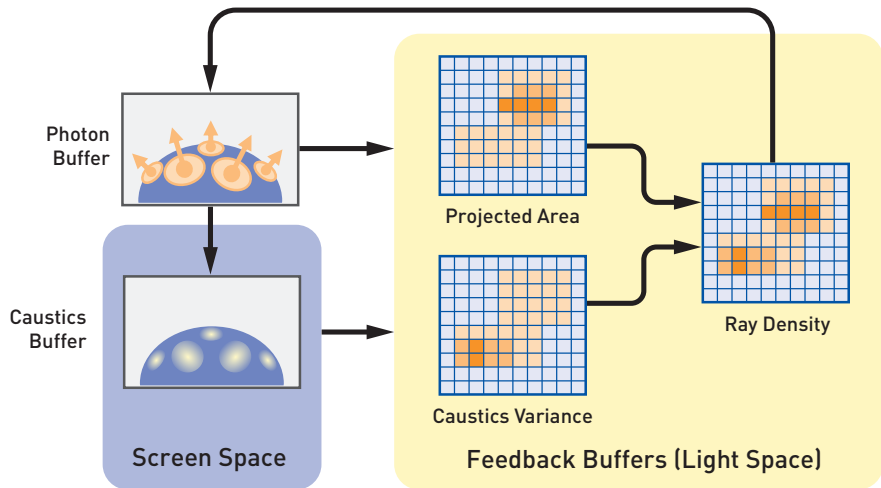 Photon
Buffer
Projected Area
Ray Density
Caustics
Buffer
Caustics Variance
Screen Space
Feedback Buffers (Light Space)